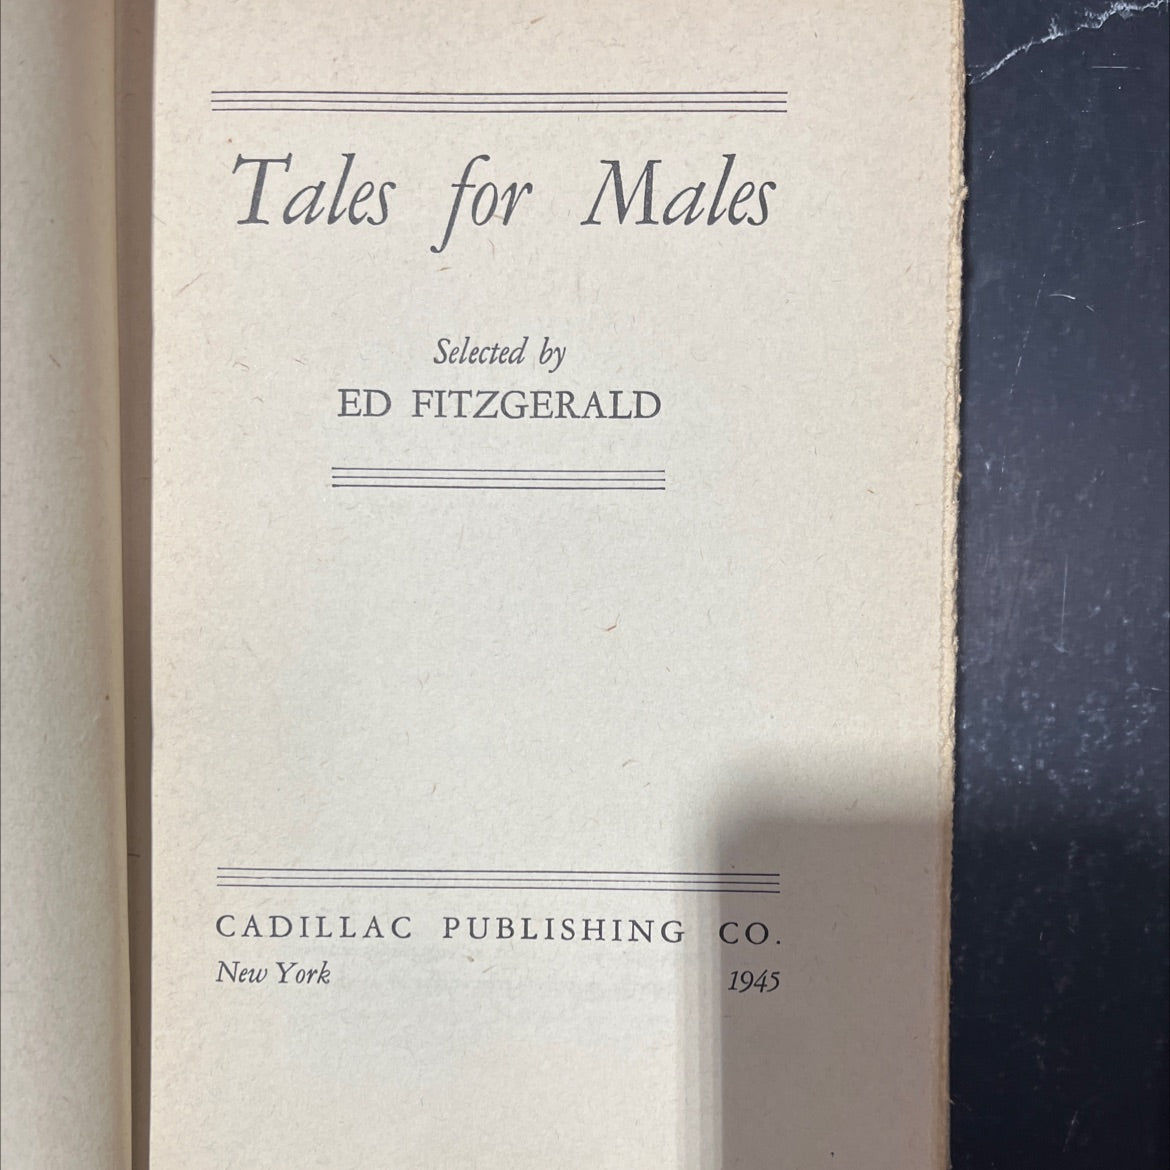 Tales for Males
Selected by
ED FITZGERALD
CADILLAC PUBLISHING CO.
New York 1945